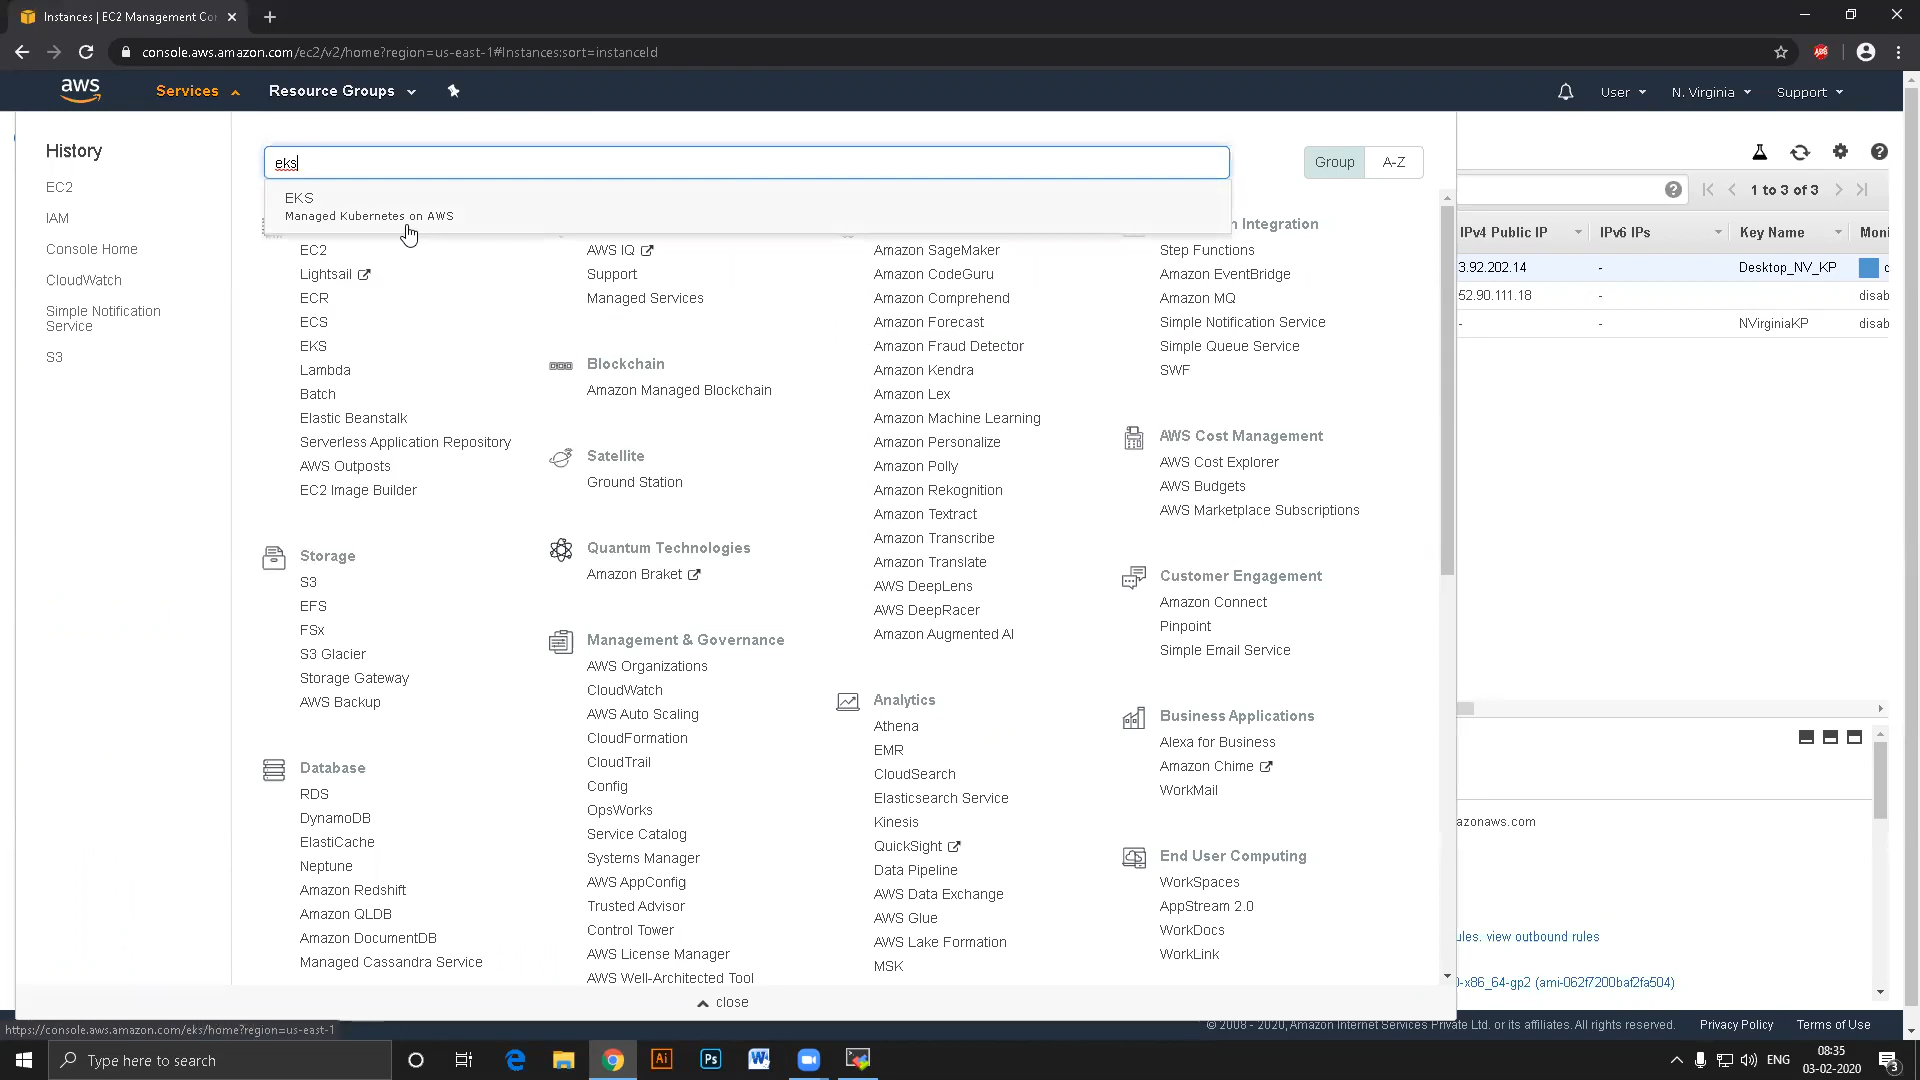 Instances | EC2 Management Co
console.aws.amazon.com/ec2/v2/home?region=us-east-1#Instances:sort=instanceId
aws
Services
Resource Groups
User
N. Virginia
Support
History
EC2
IAM
Console Home
CloudWatch
Simple Notification
Service
S3
eks
Group
A-Z
EKS
Managed Kubernetes on AWS
EC2
Lightsail
ECR
ECS
EKS
Lambda
Batch
Elastic Beanstalk
Serverless Application Repository
AWS Outposts
EC2 Image Builder
Storage
S3
EFS
FSx
S3 Glacier
Storage Gateway
AWS Backup
Database
RDS
DynamoDB
ElastiCache
Neptune
Amazon Redshift
Amazon QLDB
Amazon DocumentDB
Managed Cassandra Service
AWS IQ
Support
Managed Services
Blockchain
Amazon Managed Blockchain
Satellite
Ground Station
Quantum Technologies
Amazon Braket
Management & Governance
AWS Organizations
CloudWatch
AWS Auto Scaling
CloudFormation
CloudTrail
Config
OpsWorks
Service Catalog
Systems Manager
AWS AppConfig
Trusted Advisor
Control Tower
AWS License Manager
AWS Well-Architected Tool
Amazon SageMaker
Amazon CodeGuru
Amazon Comprehend
Amazon Forecast
Amazon Fraud Detector
Amazon Kendra
Amazon Lex
Amazon Machine Learning
Amazon Personalize
Amazon Polly
Amazon Rekognition
Amazon Textract
Amazon Transcribe
Amazon Translate
AWS DeepLens
AWS DeepRacer
Amazon Augmented AI
Analytics
Athena
EMR
CloudSearch
Elasticsearch Service
Kinesis
QuickSight
Data Pipeline
AWS Data Exchange
AWS Glue
AWS Lake Formation
MSK
Integration
Step Functions
Amazon EventBridge
Amazon MQ
Simple Notification Service
Simple Queue Service
SWF
AWS Cost Management
AWS Cost Explorer
AWS Budgets
AWS Marketplace Subscriptions
Customer Engagement
Amazon Connect
Pinpoint
Simple Email Service
Business Applications
Alexa for Business
Amazon Chime
WorkMail
End User Computing
WorkSpaces
AppStream 2.0
WorkDocs
WorkLink
close
1 to 3 of 3
IPv4 Public IP
IPv6 IPs
Key Name
Moni
3.92.202.14
-
Desktop_NV_KP
52.90.111.18
-
disab
-
-
NVirginiaKP
disab
azonaws.com
ules. view outbound rules
0-x86_64-gp2 (ami-062f7200baf2fa504)
https://console.aws.amazon.com/eks/home?region=us-east-1
© 2008 - 2020, Amazon Internet Services Private Ltd. or its affiliates. All rights reserved.
Privacy Policy
Terms of Use
Type here to search
Ai
Ps
W
ENG
08:35
03-02-2020
3